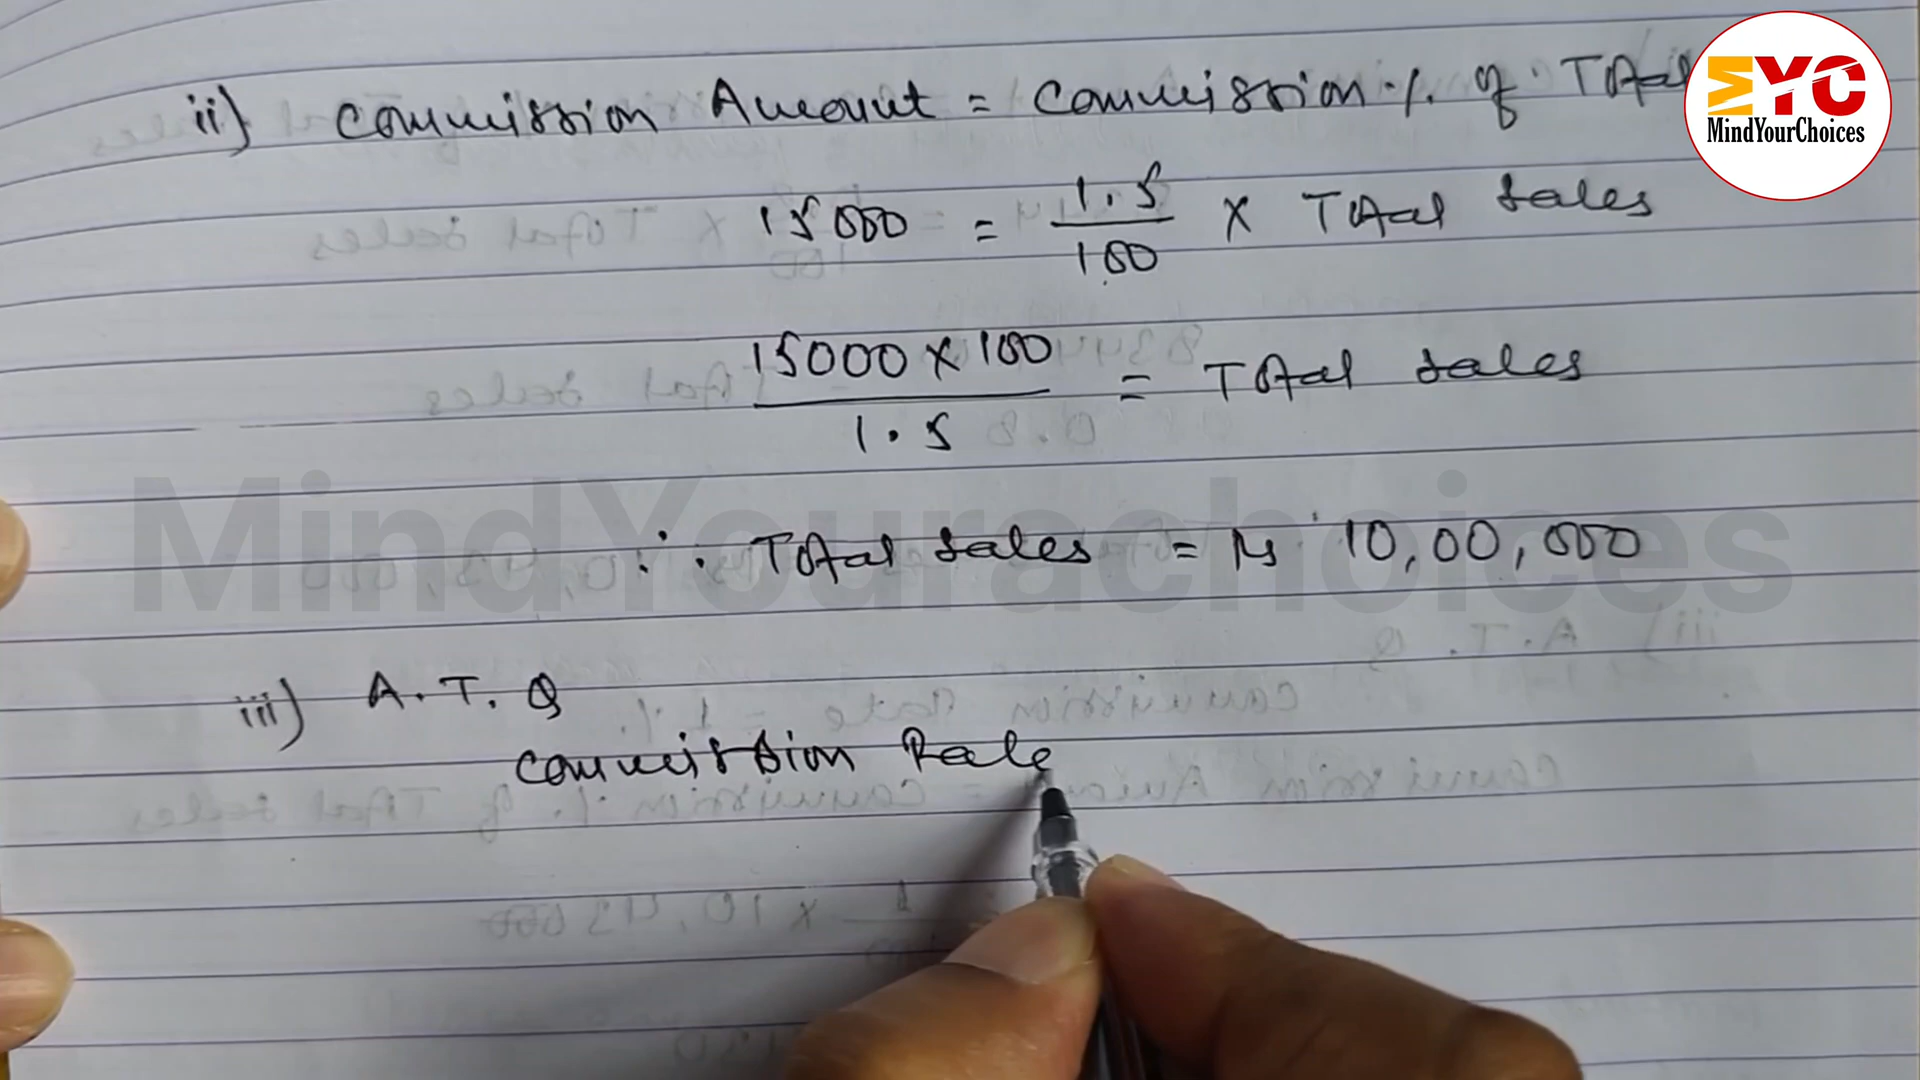 MYC
MindYourChoices
ii) Commission Amount = Commission % of Total
15000 = 1.5/100 × Total Sales
15000 × 100 / 1.5 = Total Sales
∴ Total Sales = Rs 10,00,000
MindYourachoices
iii) A.T.Q
Commission Rate